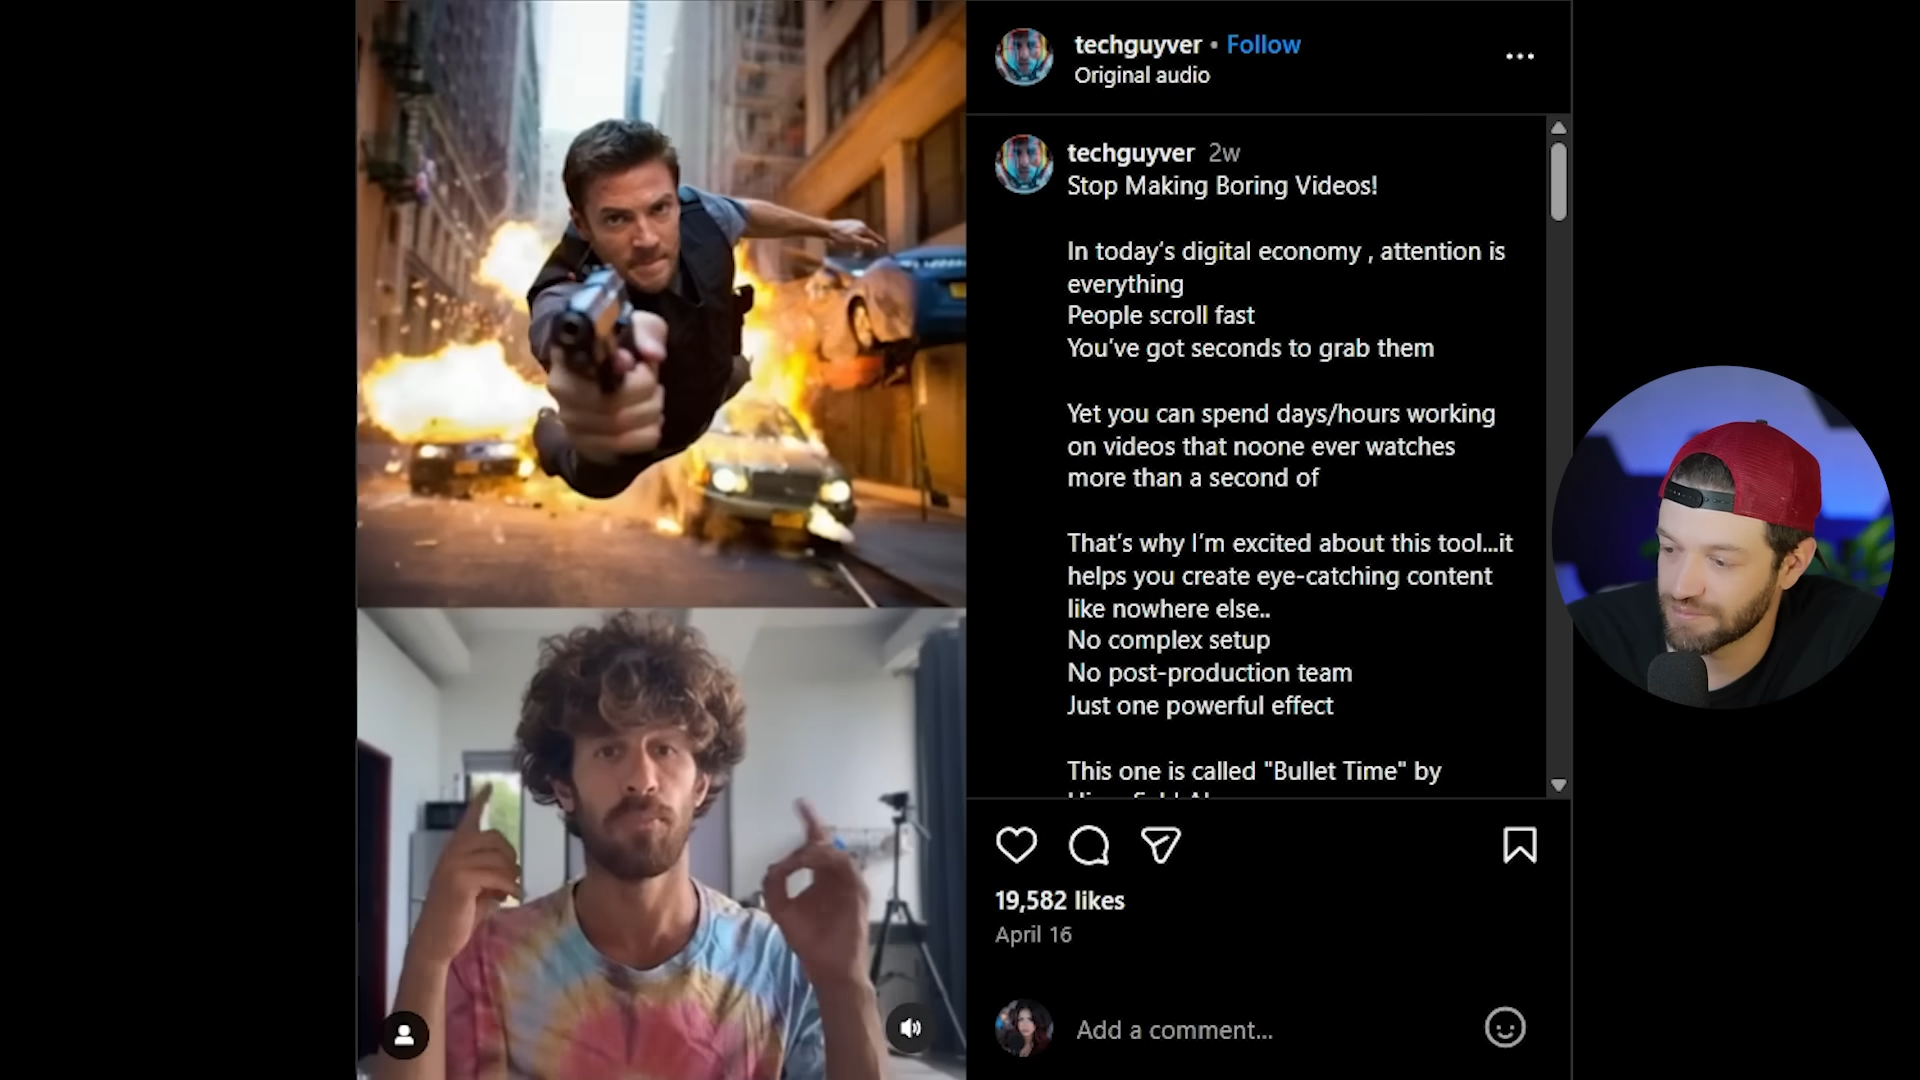 techguyver • Follow
Original audio
techguyver 2w
Stop Making Boring Videos!
In today's digital economy , attention is
everything
People scroll fast
You've got seconds to grab them
Yet you can spend days/hours working
on videos that noone ever watches
more than a second of
That's why I'm excited about this tool...it
helps you create eye-catching content
like nowhere else..
No complex setup
No post-production team
Just one powerful effect
This one is called "Bullet Time" by
19,582 likes
April 16
Add a comment...